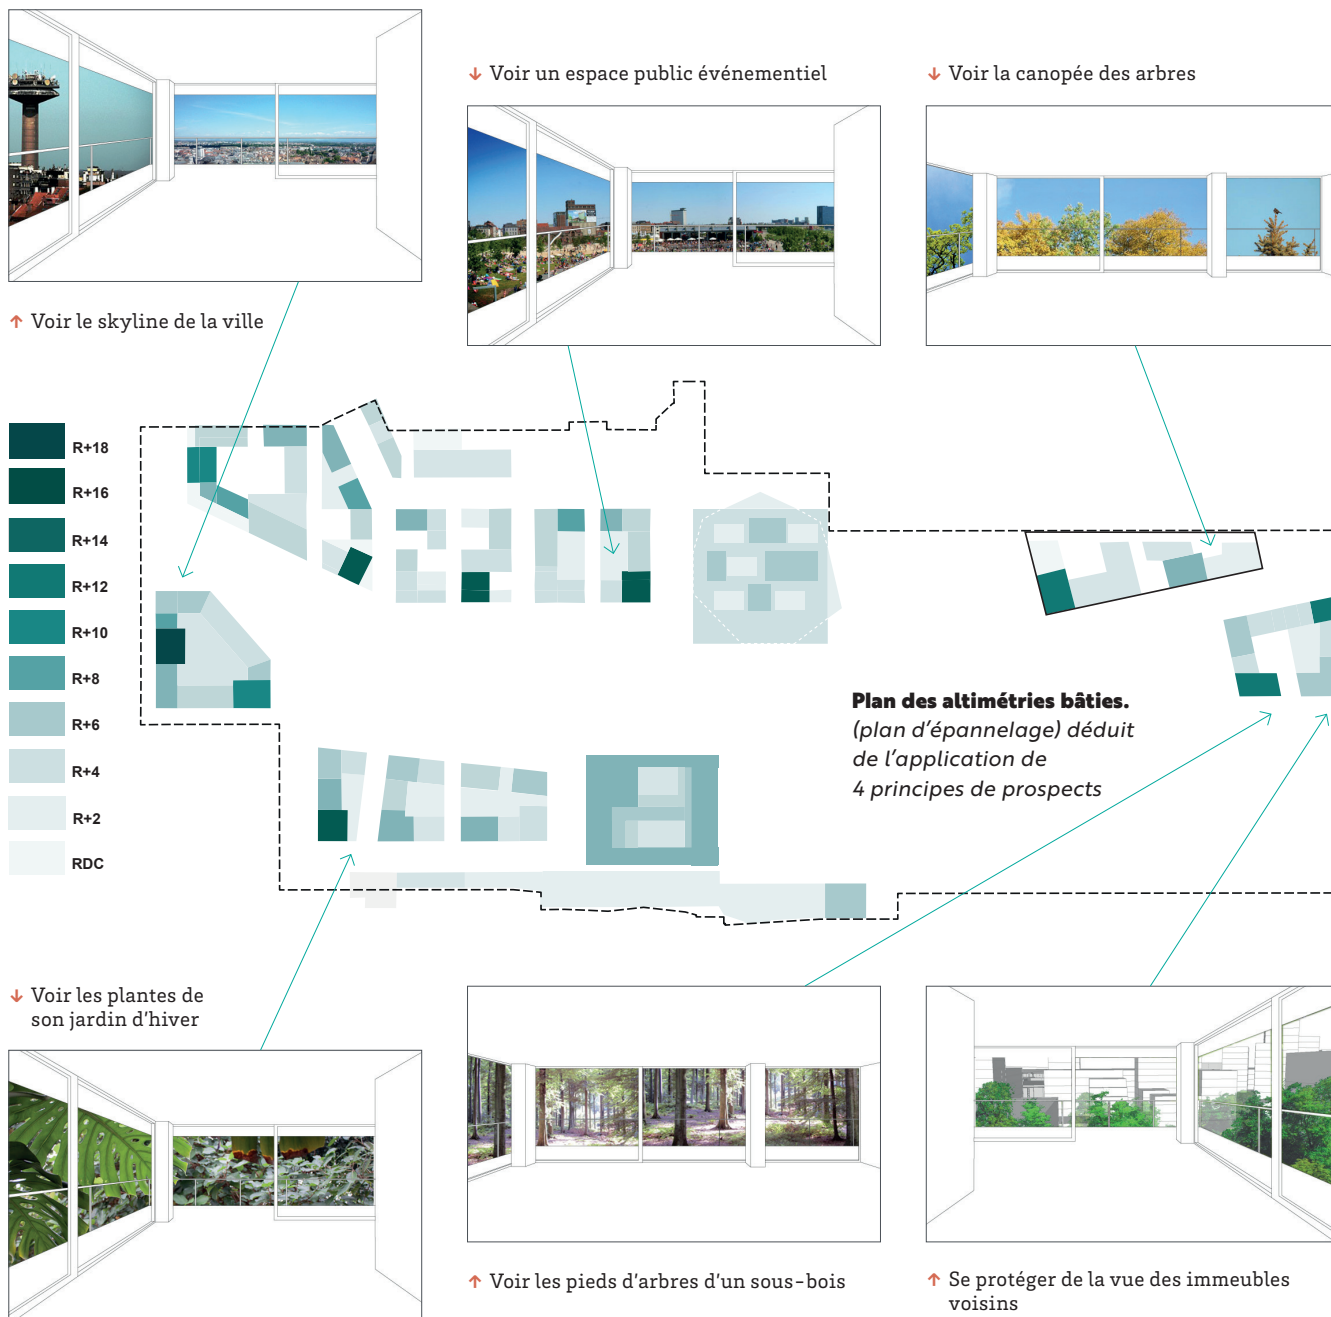 ↓ Voir un espace public événementiel
↓ Voir la canopée des arbres
↑ Voir le skyline de la ville
R+18
R+16
R+14
R+12
R+10
R+8
R+6
R+4
R+2
RDC
Plan des altimétries bâties.
(plan d’épannelage) déduit
de l’application de
4 principes de prospects
↓ Voir les plantes de
son jardin d’hiver
↑ Voir les pieds d’arbres d’un sous-bois
↑ Se protéger de la vue des immeubles
voisins